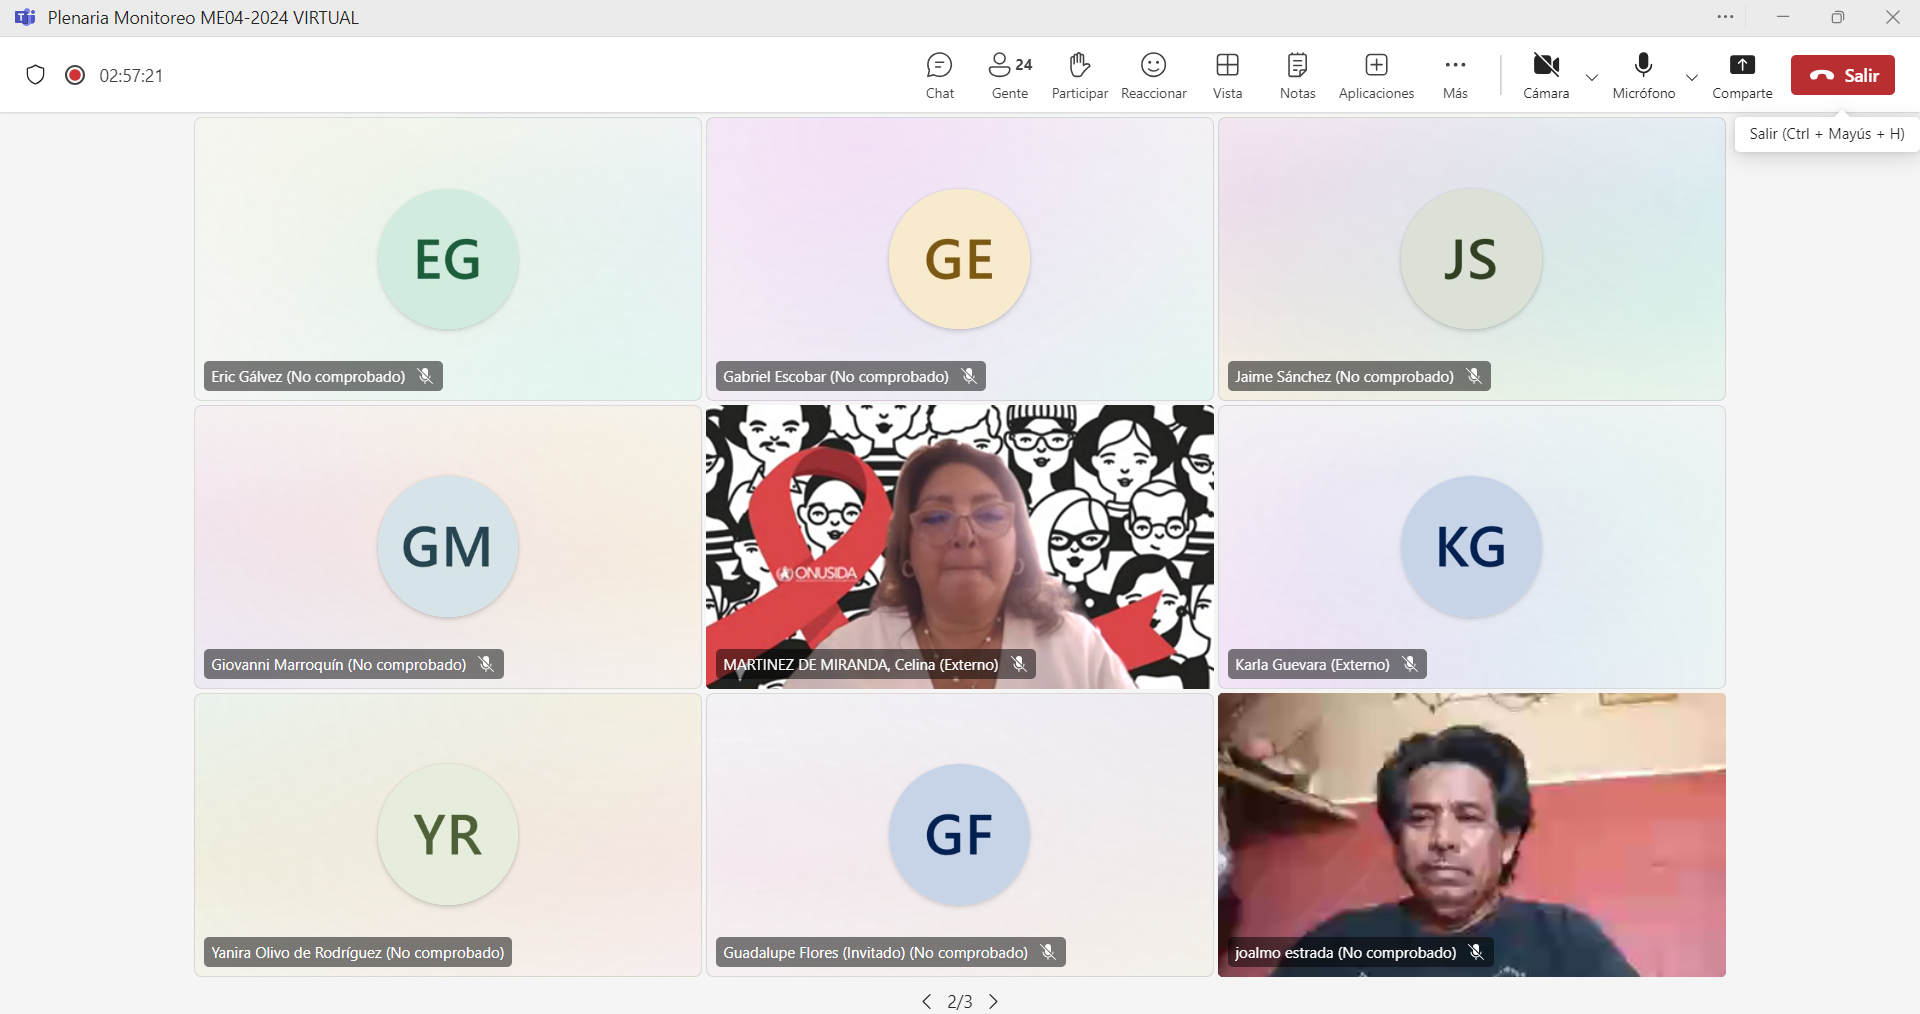 Plenaria Monitoreo ME04-2024 VIRTUAL
02:57:21
Chat
Gente
24
Participar
Reaccionar
Vista
Notas
Aplicaciones
Más
Cámara
Micrófono
Comparte
Salir
Salir (Ctrl + Mayús + H)
EG
Eric Gálvez (No comprobado)
GE
Gabriel Escobar (No comprobado)
JS
Jaime Sánchez (No comprobado)
GM
Giovanni Marroquín (No comprobado)
ONUSIDA
MARTINEZ DE MIRANDA, Celina (Externo)
KG
Karla Guevara (Externo)
YR
Yanira Olivo de Rodríguez (No comprobado)
GF
Guadalupe Flores (Invitado) (No comprobado)
joalmo estrada (No comprobado)
2/3